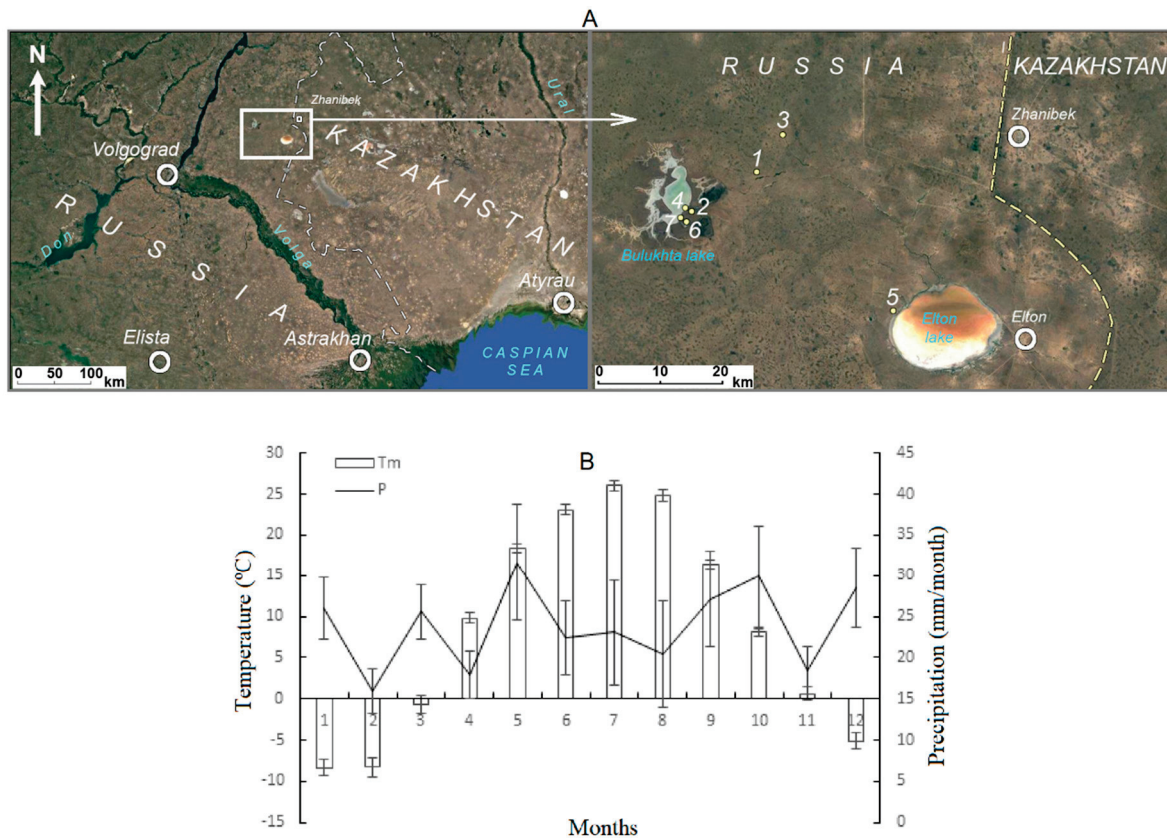 A
N
Zhanibek
Volgograd
RUSSIA
KAZAKHSTAN
Ural
Don
Volga
Atyrau
Elista
Astrakhan
CASPIAN
SEA
0 50 100
km
RUSSIA
KAZAKHSTAN
Zhanibek
3
1
4
2
7
6
Bulukhta lake
5
Elton
lake
Elton
0 10 20
km
B
Tm
P
Temperature (ºC)
30
25
20
15
10
5
0
-5
-10
-15
1 2 3 4 5 6 7 8 9 10 11 12
Months
45
40
35
30
25
20
15
10
5
0
Precipitation (mm/month)